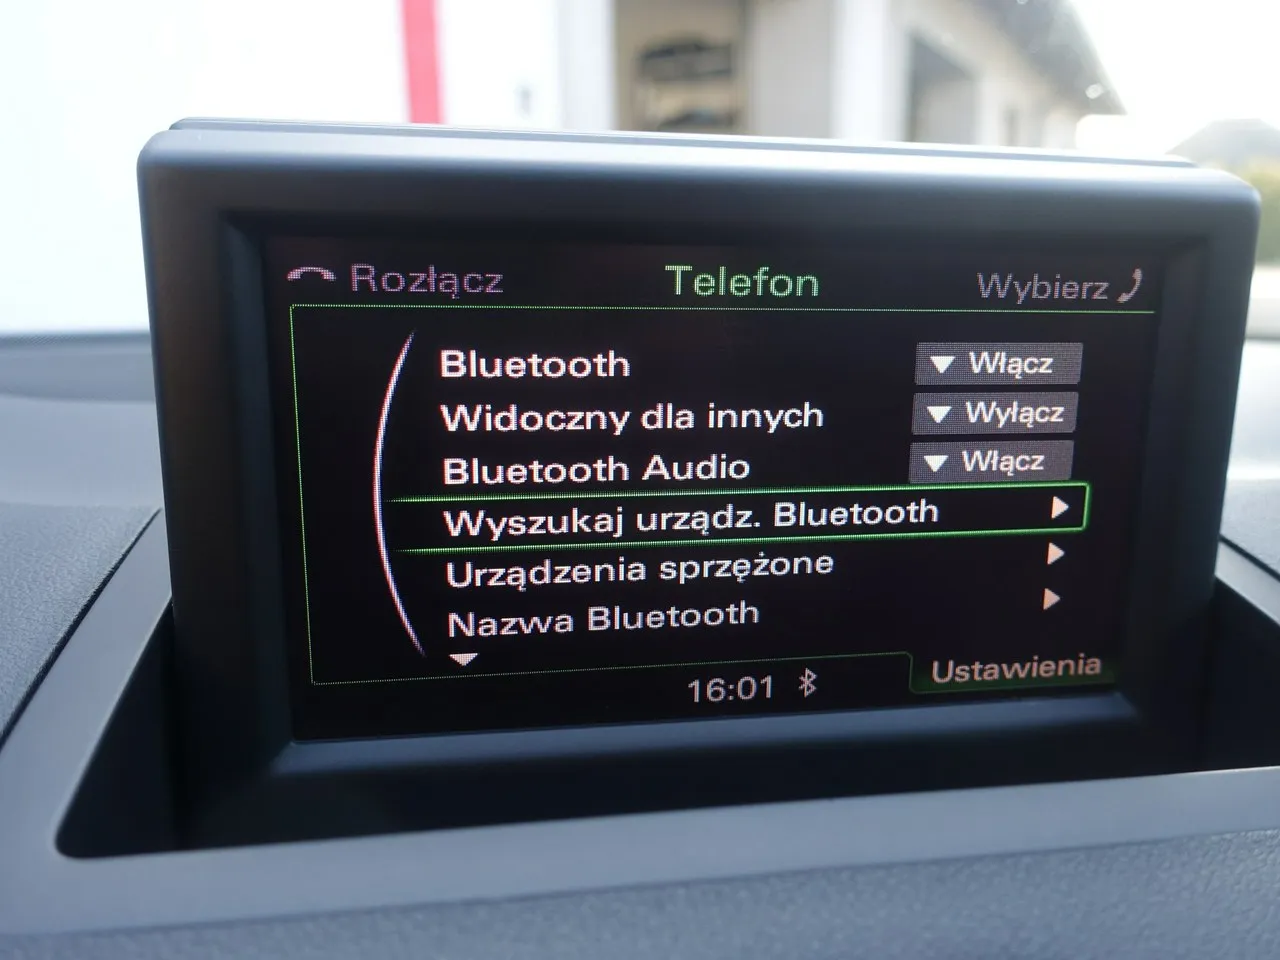 Rozłącz Telefon Wybierz
Bluetooth Włącz
Widoczny dla innych Wyłącz
Bluetooth Audio Włącz
Wyszukaj urządz. Bluetooth
Urządzenia sprzężone
Nazwa Bluetooth
16:01 Ustawienia